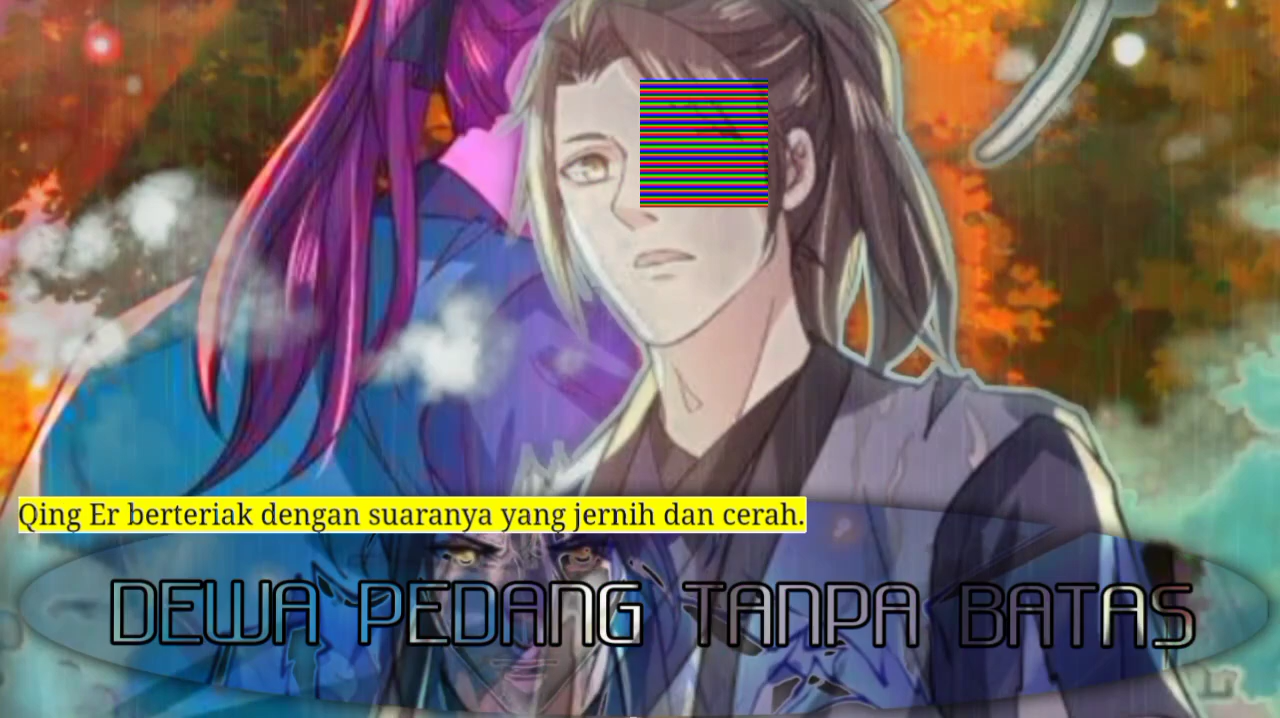 Qing Er berteriak dengan suaranya yang jernih dan cerah.
DEWA PEDANG TANPA BATAS